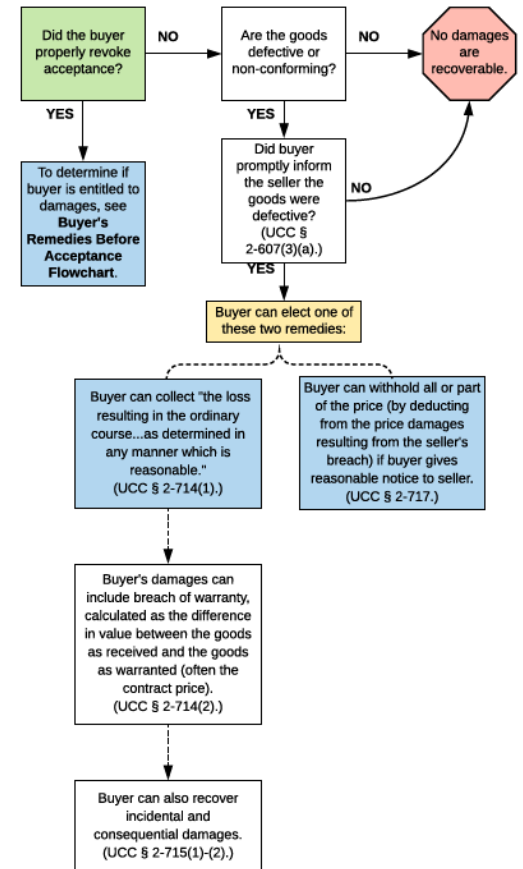 Did the buyer
properly revoke
acceptance?
NO
Are the goods
defective or
non-conforming?
NO
No damages
are
recoverable.
YES
YES
To determine if
buyer is entitled to
damages, see
Buyer's
Remedies Before
Acceptance
Flowchart.
Did buyer
promptly inform
the seller the
goods were
defective?
(UCC §
2-607(3)(a).)
NO
YES
Buyer can elect one of
these two remedies:
Buyer can collect "the loss
resulting in the ordinary
course...as determined in
any manner which is
reasonable."
(UCC § 2-714(1).)
Buyer can withhold all or part
of the price (by deducting
from the price damages
resulting from the seller's
breach) if buyer gives
reasonable notice to seller.
(UCC § 2-717.)
Buyer's damages can
include breach of warranty,
calculated as the difference
in value between the goods
as received and the goods
as warranted (often the
contract price).
(UCC § 2-714(2).)
Buyer can also recover
incidental and
consequential damages.
(UCC § 2-715(1)-(2).)